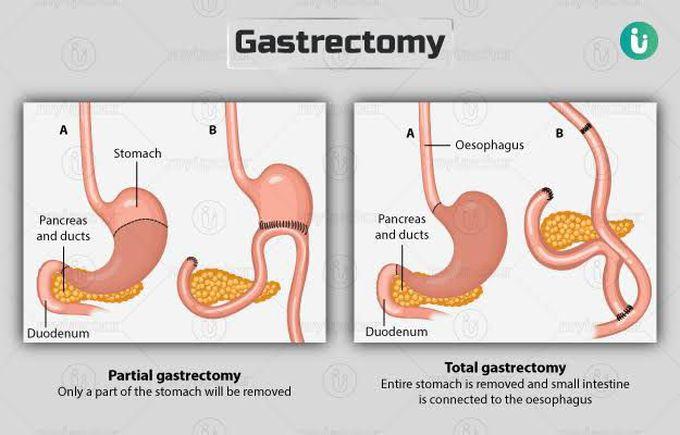 Gastrectomy
A
B
Stomach
Pancreas
and ducts
Duodenum
Partial gastrectomy
Only a part of the stomach will be removed
A
B
Oesophagus
Pancreas
and ducts
Duodenum
Total gastrectomy
Entire stomach is removed and small intestine
is connected to the oesophagus